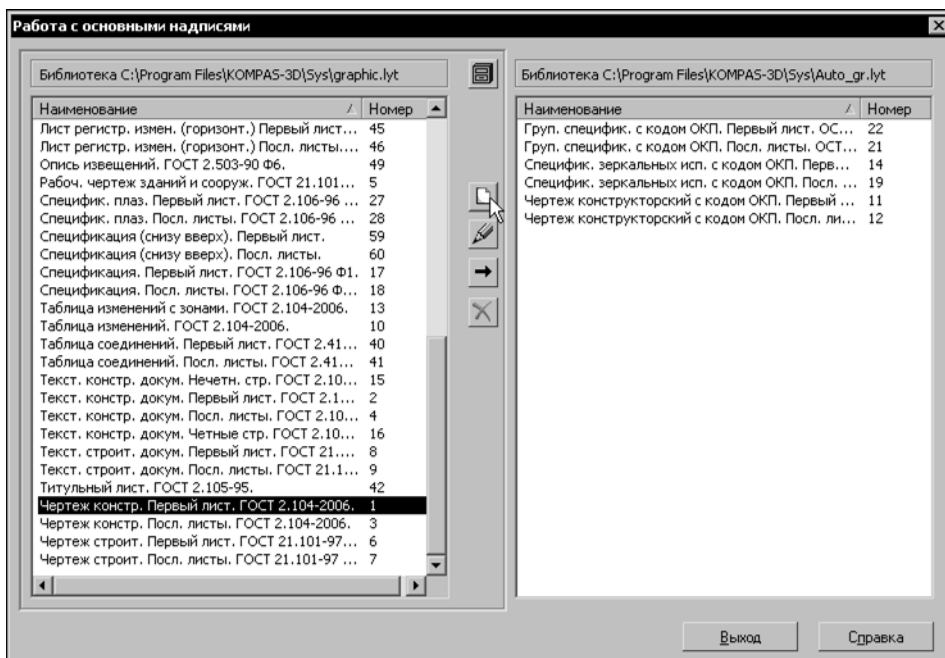 Работа с основными надписями
Библиотека C:\Program Files\KOMPAS-3D\Sys\graphic.lyt
Наименование Номер
Лист регистр. измен. (горизонт.) Первый лист... 45
Лист регистр. измен. (горизонт.) Посл. листы.... 46
Опись извещений. ГОСТ 2.503-90 Ф6. 49
Рабоч. чертеж зданий и сооруж. ГОСТ 21.101... 5
Специфик. плаз. Первый лист. ГОСТ 2.106-96 ... 27
Специфик. плаз. Посл. листы. ГОСТ 2.106-96 ... 28
Спецификация (снизу вверх). Первый лист. 59
Спецификация (снизу вверх). Посл. листы. 60
Спецификация. Первый лист. ГОСТ 2.106-96 Ф1. 17
Спецификация. Посл. листы. ГОСТ 2.106-96 Ф... 18
Таблица изменений с зонами. ГОСТ 2.104-2006. 13
Таблица изменений. ГОСТ 2.104-2006. 10
Таблица соединений. Первый лист. ГОСТ 2.41... 40
Таблица соединений. Посл. листы. ГОСТ 2.41... 41
Текст. констр. докум. Нечетн. стр. ГОСТ 2.10... 15
Текст. констр. докум. Первый лист. ГОСТ 2.1... 2
Текст. констр. докум. Посл. листы. ГОСТ 2.10... 4
Текст. констр. докум. Четные стр. ГОСТ 2.10... 16
Текст. строит. докум. Первый лист. ГОСТ 21.... 8
Текст. строит. докум. Посл. листы. ГОСТ 21.1... 9
Титульный лист. ГОСТ 2.105-95. 42
Чертеж констр. Первый лист. ГОСТ 2.104-2006. 1
Чертеж констр. Посл. листы. ГОСТ 2.104-2006. 3
Чертеж строит. Первый лист. ГОСТ 21.101-97... 6
Чертеж строит. Посл. листы. ГОСТ 21.101-97 ... 7
Библиотека C:\Program Files\KOMPAS-3D\Sys\Auto_gr.lyt
Наименование Номер
Груп. специфик. с кодом ОКП. Первый лист. ОС... 22
Груп. специфик. с кодом ОКП. Посл. листы. ОСТ... 21
Специфик. зеркальных исп. с кодом ОКП. Перв... 14
Специфик. зеркальных исп. с кодом ОКП. Посл. ... 19
Чертеж конструкторский с кодом ОКП. Первый ... 11
Чертеж конструкторский с кодом ОКП. Посл. ли... 12
Выход Справка